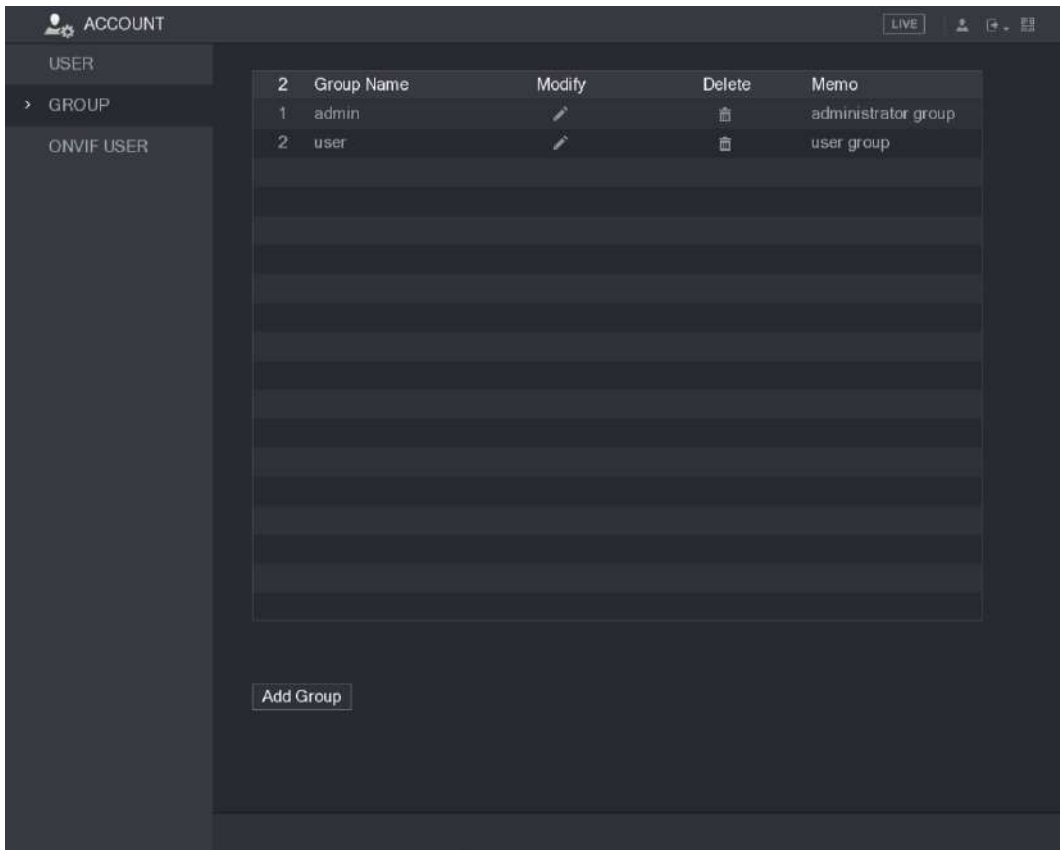 ACCOUNT LIVE
USER
GROUP
ONVIF USER
2 Group Name Modify Delete Memo
1 admin administrator group
2 user user group
Add Group